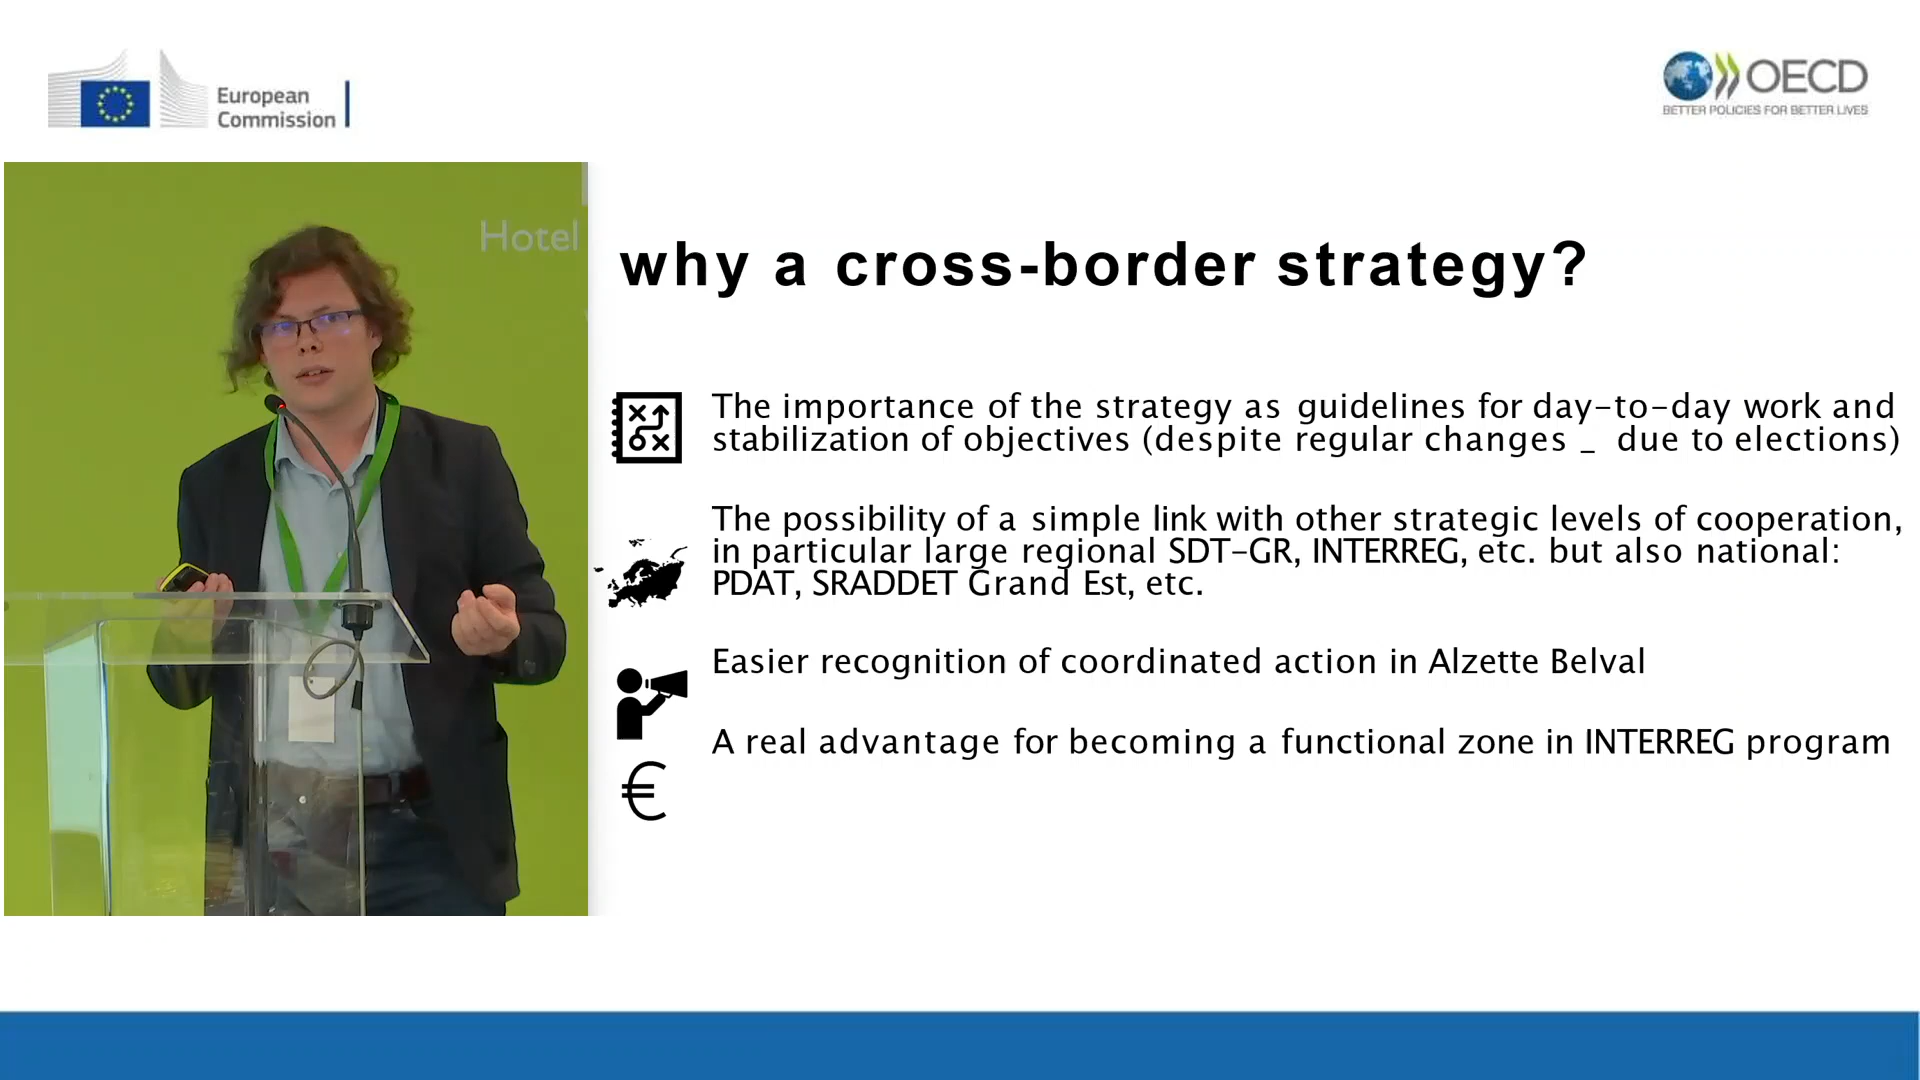 European
Commission
OECD
BETTER POLICIES FOR BETTER LIVES
Hotel
why a cross-border strategy?
The importance of the strategy as guidelines for day-to-day work and
stabilization of objectives (despite regular changes _ due to elections)
The possibility of a simple link with other strategic levels of cooperation,
in particular large regional SDT-GR, INTERREG, etc. but also national:
PDAT, SRADDET Grand Est, etc.
Easier recognition of coordinated action in Alzette Belval
A real advantage for becoming a functional zone in INTERREG program
€